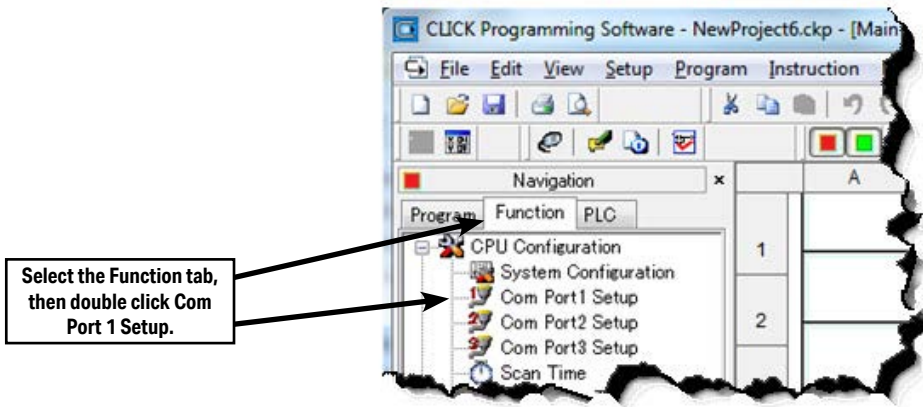 CLICK Programming Software - NewProject6.ckp - [Main
File Edit View Setup Program Instruction
Navigation
A
Program Function PLC
CPU Configuration
System Configuration
Com Port1 Setup
Com Port2 Setup
Com Port3 Setup
Scan Time
1
2
Select the Function tab,
then double click Com
Port 1 Setup.